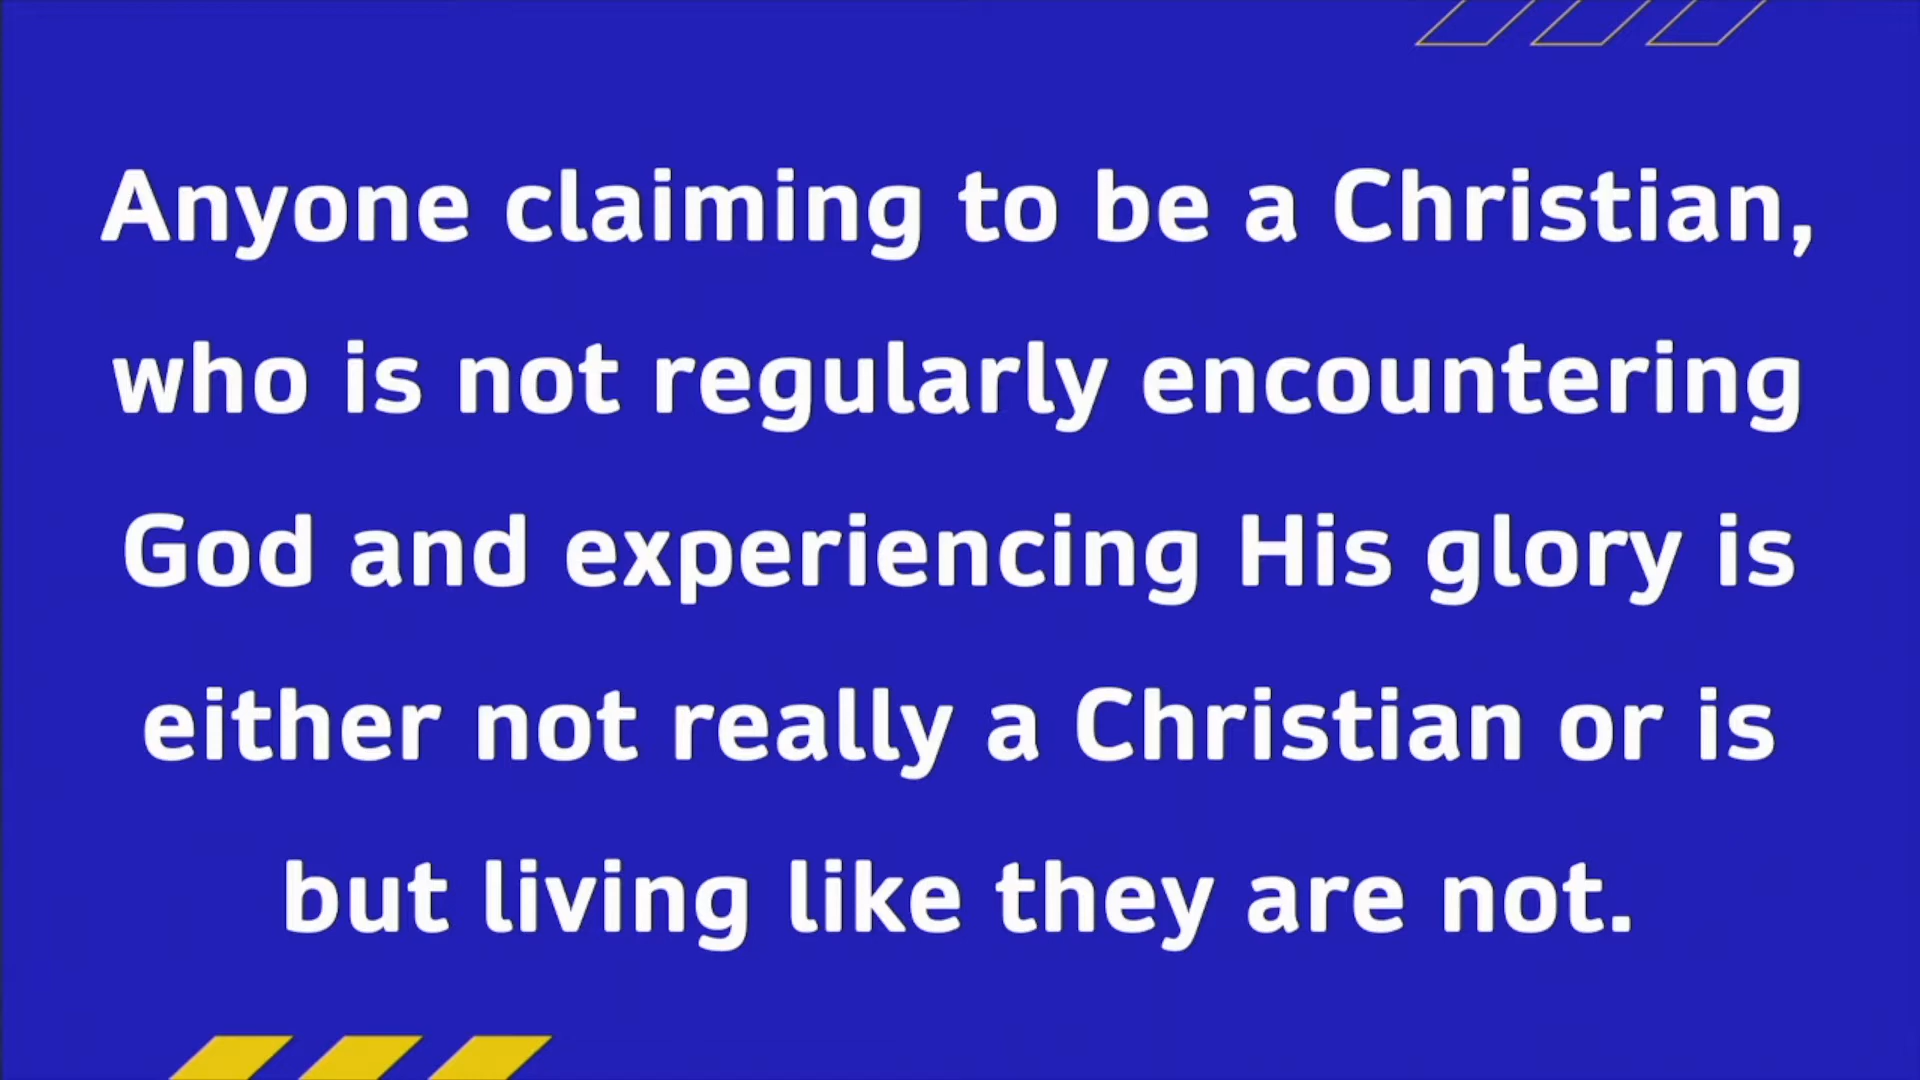 Anyone claiming to be a Christian,
who is not regularly encountering
God and experiencing His glory is
either not really a Christian or is
but living like they are not.